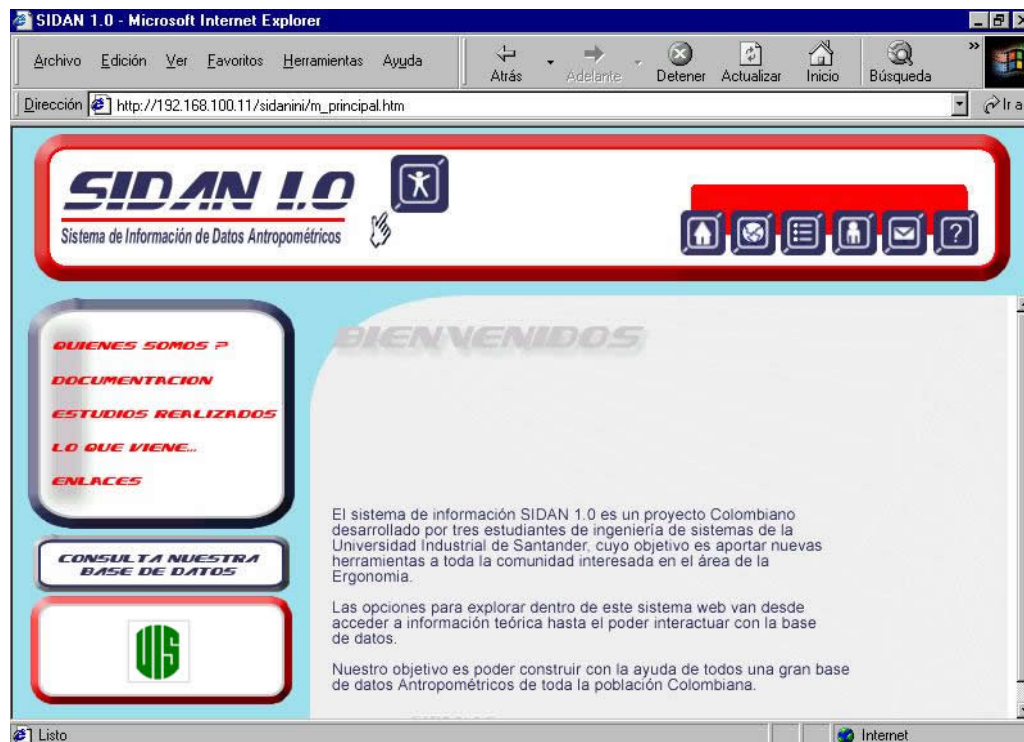 SIDAN 1.0 - Microsoft Internet Explorer
Archivo Edición Ver Favoritos Herramientas Ayuda
Atrás Adelante Detener Actualizar Inicio Búsqueda »
Dirección http://192.168.100.11/sidanini/m_principal.htm Ir a
SIDAN 1.0
Sistema de Información de Datos Antropométricos
?
QUIENES SOMOS ?
DOCUMENTACION
ESTUDIOS REALIZADOS
LO QUE VIENE...
ENLACES
CONSULTA NUESTRA
BASE DE DATOS
UIS
BIENVENIDOS
El sistema de información SIDAN 1.0 es un proyecto Colombiano
desarrollado por tres estudiantes de ingeniería de sistemas de la
Universidad Industrial de Santander, cuyo objetivo es aportar nuevas
herramientas a toda la comunidad interesada en el área de la
Ergonomia.
Las opciones para explorar dentro de este sistema web van desde
acceder a información teórica hasta el poder interactuar con la base
de datos.
Nuestro objetivo es poder construir con la ayuda de todos una gran base
de datos Antropométricos de toda la población Colombiana.
Listo
Internet